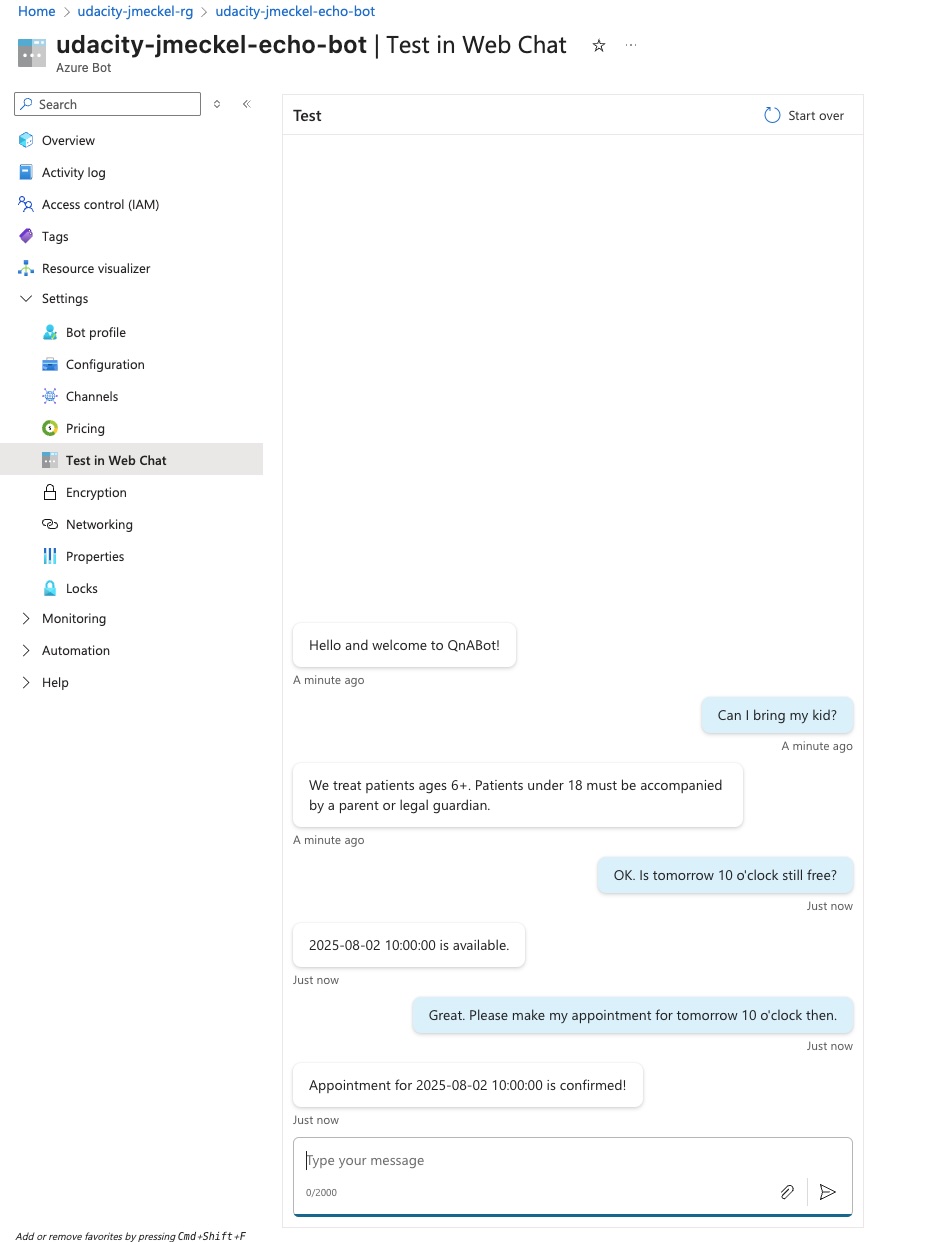 Home > udacity-jmeckel-rg > udacity-jmeckel-echo-bot
udacity-jmeckel-echo-bot | Test in Web Chat
Azure Bot
Search
Overview
Activity log
Access control (IAM)
Tags
Resource visualizer
Settings
Bot profile
Configuration
Channels
Pricing
Test in Web Chat
Encryption
Networking
Properties
Locks
Monitoring
Automation
Help
Test
Start over
Hello and welcome to QnABot!
A minute ago
Can I bring my kid?
A minute ago
We treat patients ages 6+. Patients under 18 must be accompanied
by a parent or legal guardian.
A minute ago
OK. Is tomorrow 10 o'clock still free?
Just now
2025-08-02 10:00:00 is available.
Just now
Great. Please make my appointment for tomorrow 10 o'clock then.
Just now
Appointment for 2025-08-02 10:00:00 is confirmed!
Just now
Type your message
0/2000
Add or remove favorites by pressing Cmd+Shift+F